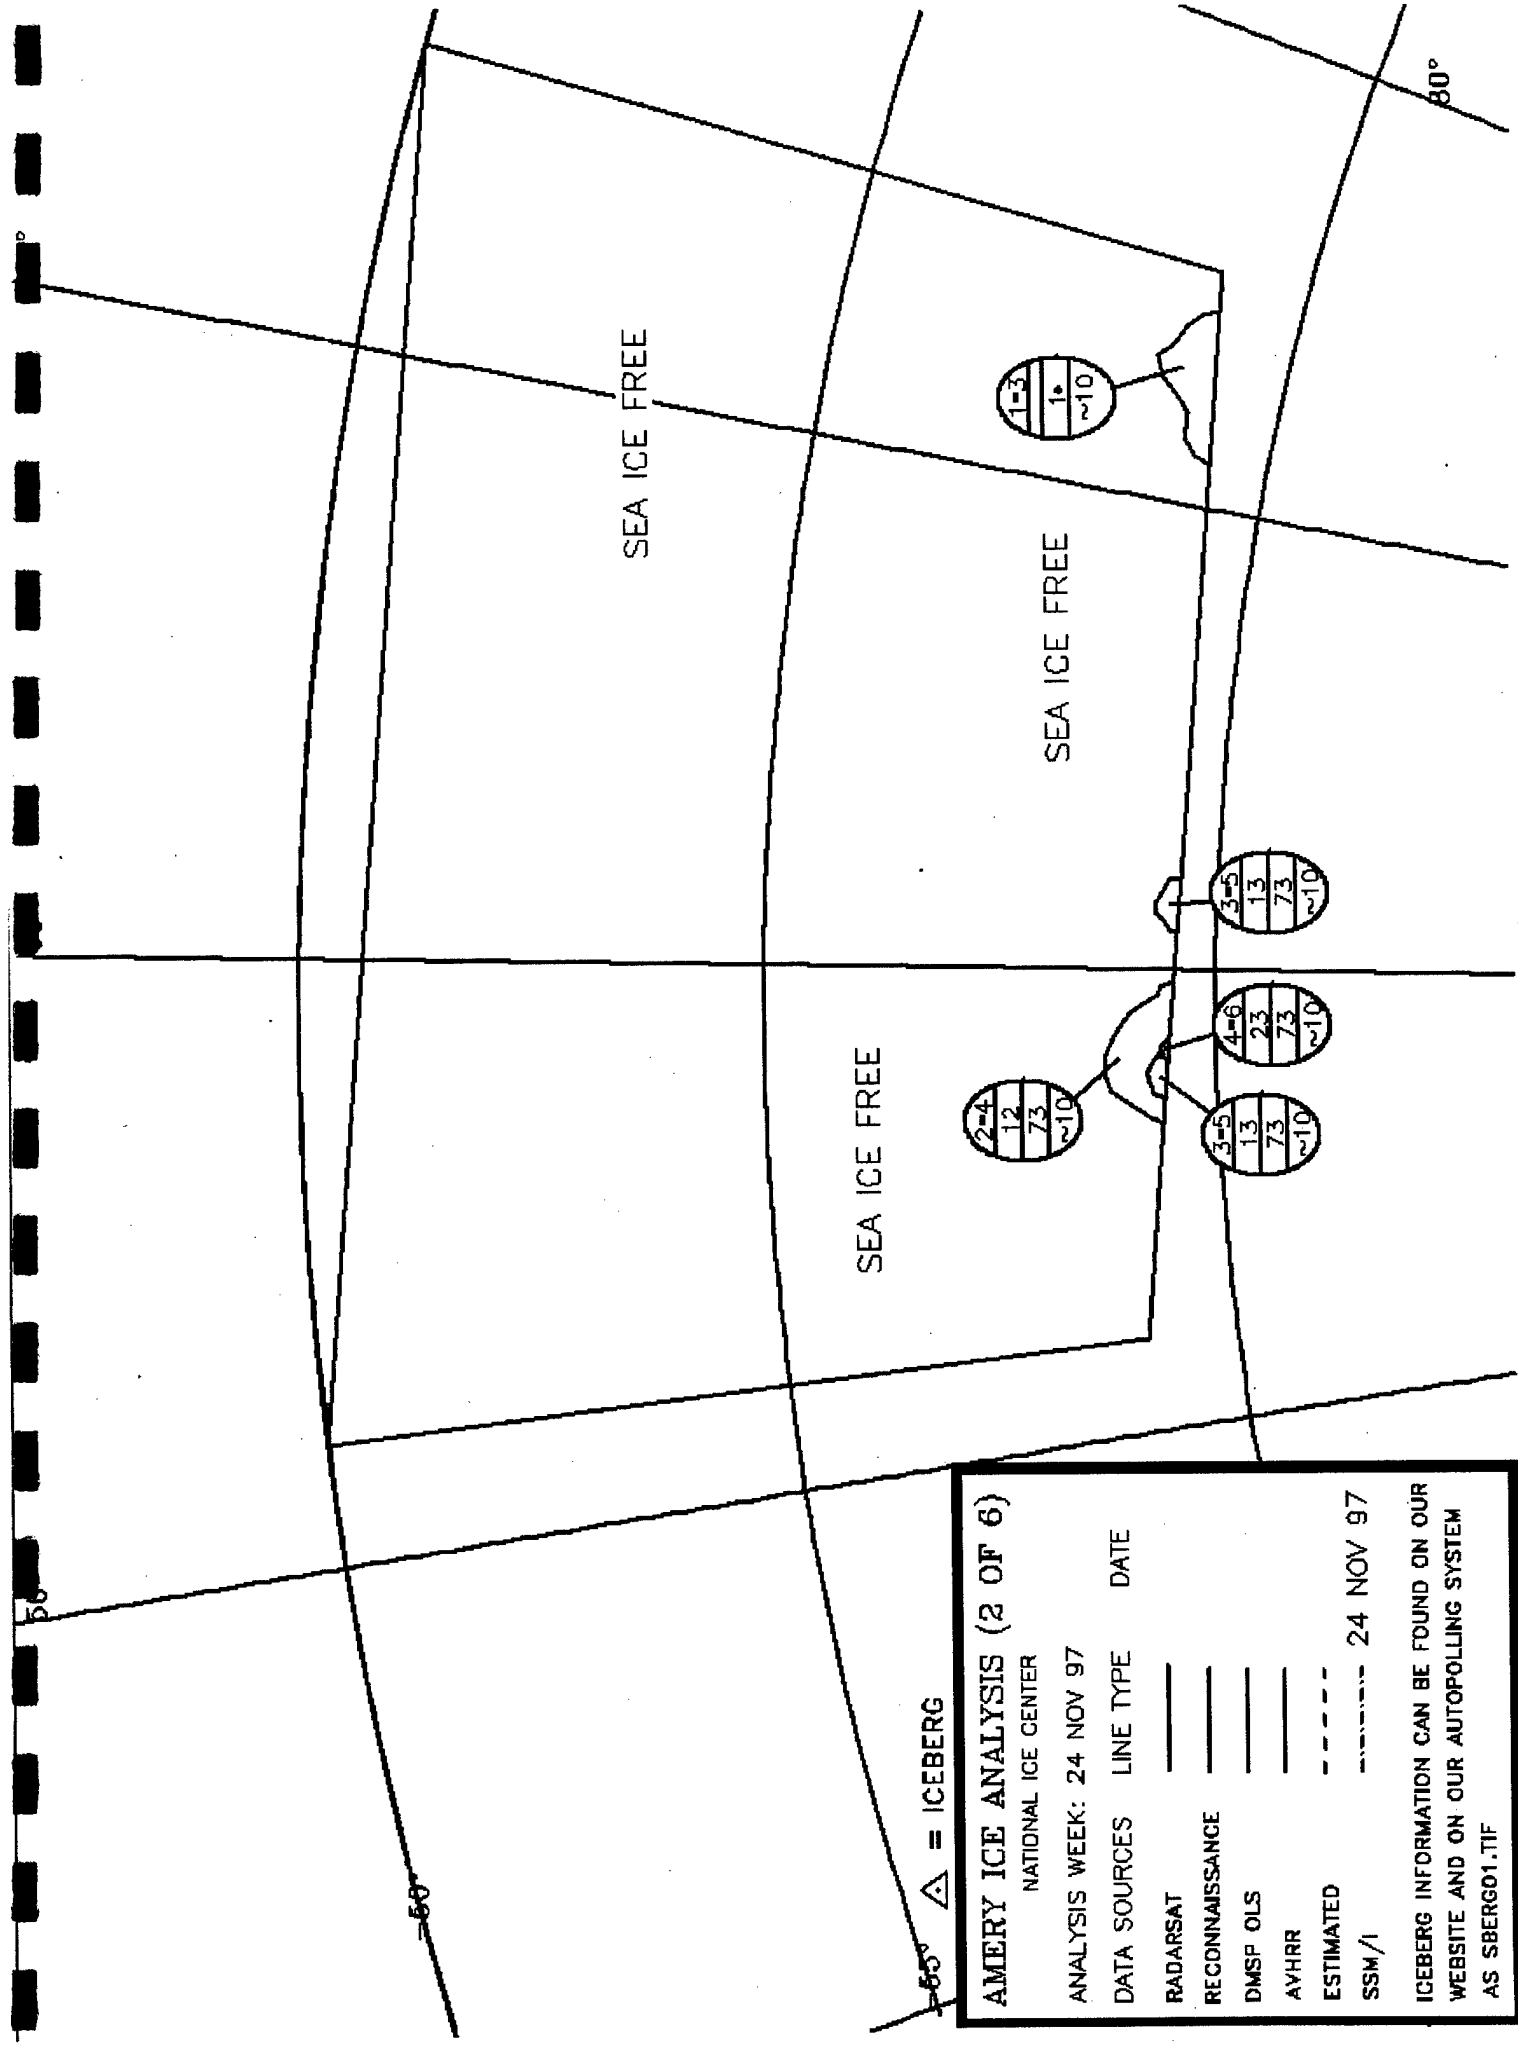 80°
SEA ICE FREE
SEA ICE FREE
SEA ICE FREE
1-3
1•
~10
3-5
13
73
~10
4-6
23
73
~10
3-5
13
73
~10
2-4
12
73
~10
50
-50°
-55°
= ICEBERG
AMERY ICE ANALYSIS (2 OF 6)
NATIONAL ICE CENTER
ANALYSIS WEEK: 24 NOV 97
DATA SOURCES LINE TYPE DATE
RADARSAT
RECONNAISSANCE
DMSP OLS
AVHRR
ESTIMATED
SSM/I 24 NOV 97
ICEBERG INFORMATION CAN BE FOUND ON OUR
WEBSITE AND ON OUR AUTOPOLLING SYSTEM
AS SBERG01.TIF